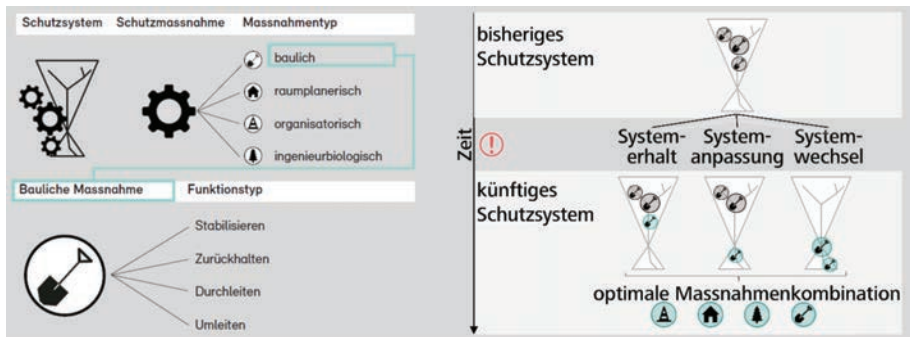 Schutzsystem Schutzmassnahme Massnahmentyp
baulich
raumplanerisch
organisatorisch
ingenieurbiologisch
Bauliche Massnahme Funktionstyp
Stabilisieren
Zurückhalten
Durchleiten
Umleiten
Zeit
bisheriges
Schutzsystem
System-
erhalt
System-
anpassung
System-
wechsel
künftiges
Schutzsystem
optimale Massnahmenkombination